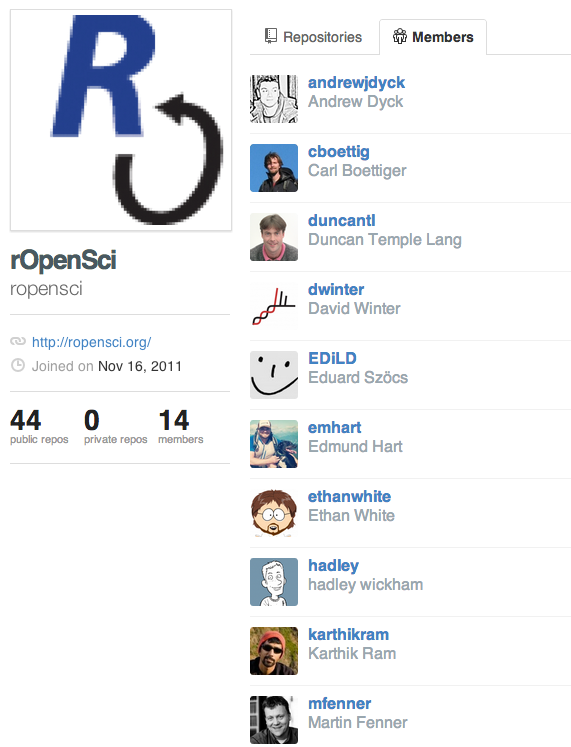 R
rOpenSci
ropensci
http://ropensci.org/
Joined on Nov 16, 2011
44 0 14
public repos private repos members
Repositories Members
andrewjdyck
Andrew Dyck
cboettig
Carl Boettiger
duncantl
Duncan Temple Lang
dwinter
David Winter
EDiLD
Eduard Szöcs
emhart
Edmund Hart
ethanwhite
Ethan White
hadley
hadley wickham
karthikram
Karthik Ram
mfenner
Martin Fenner